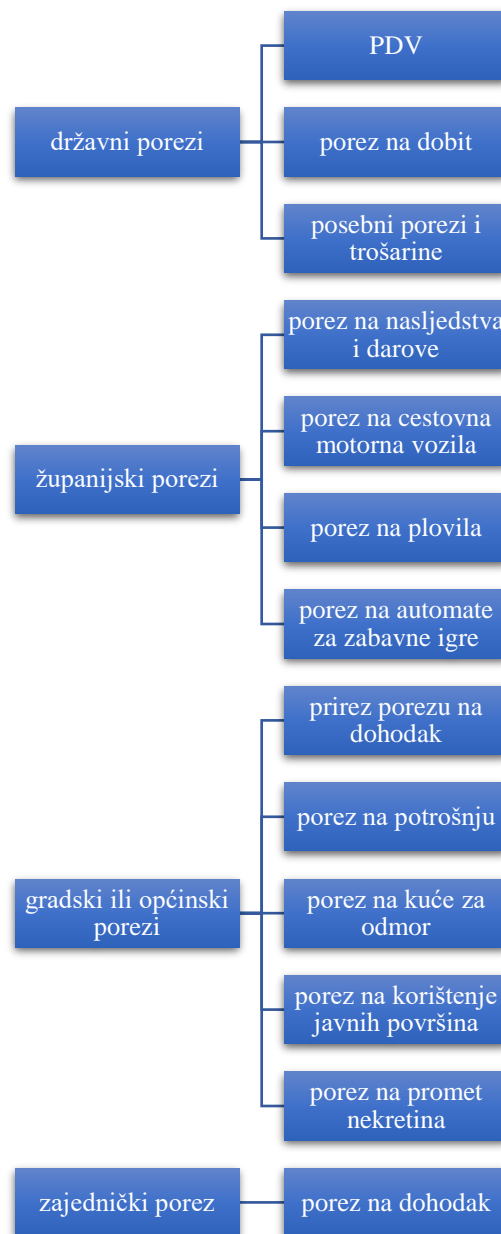 državni porezi
PDV
porez na dobit
posebni porezi i
trošarine
županijski porezi
porez na nasljedstva
i darove
porez na cestovna
motorna vozila
porez na plovila
porez na automate
za zabavne igre
gradski ili općinski
porezi
prirez porezu na
dohodak
porez na potrošnju
porez na kuće za
odmor
porez na korištenje
javnih površina
porez na promet
nekretina
zajednički porez
porez na dohodak